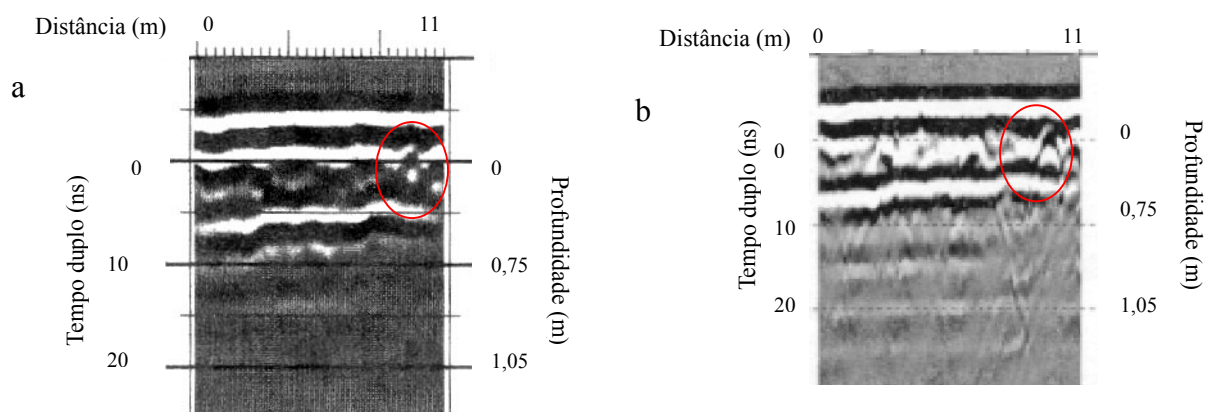 Distância (m) 0 11
a
Tempo duplo (ns)
0
10
20
0
0,75
1,05
Profundidade (m)
Distância (m) 0 11
b
Tempo duplo (ns)
0
10
20
0
0,75
1,05
Profundidade (m)